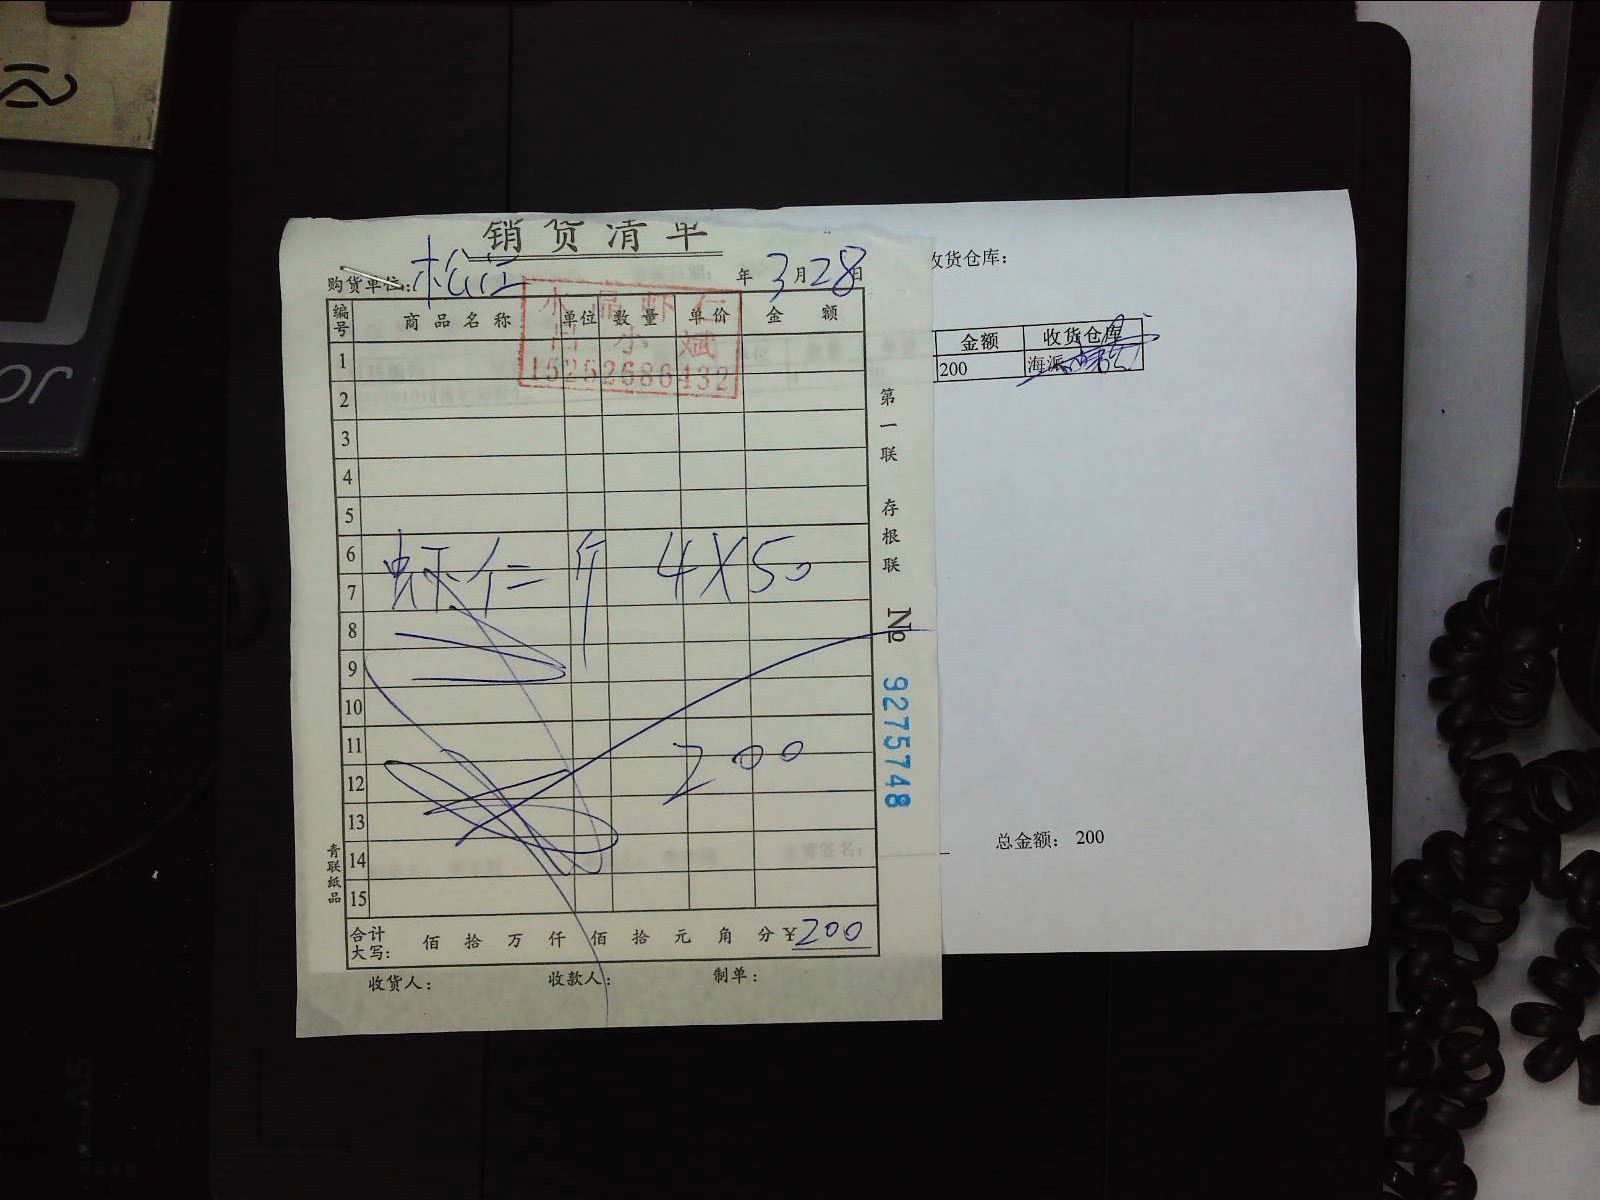 销货清单
购货单位: 年 3月28日
编号 商品名称 单位 数量 单价 金额
水晶虾仁
15252686432
1
2
3
4
5
6
虾仁 斤 4X50
7
8
9
10
11
200
12
13
14
15
合计大写: 佰 拾 万 仟 佰 拾 元 角 分 ¥200
收货人: 收款人: 制单:
青联纸品
第一联 存根联 № 9275748
收货仓库:
金额 收货仓库
200 海派
总金额: 200